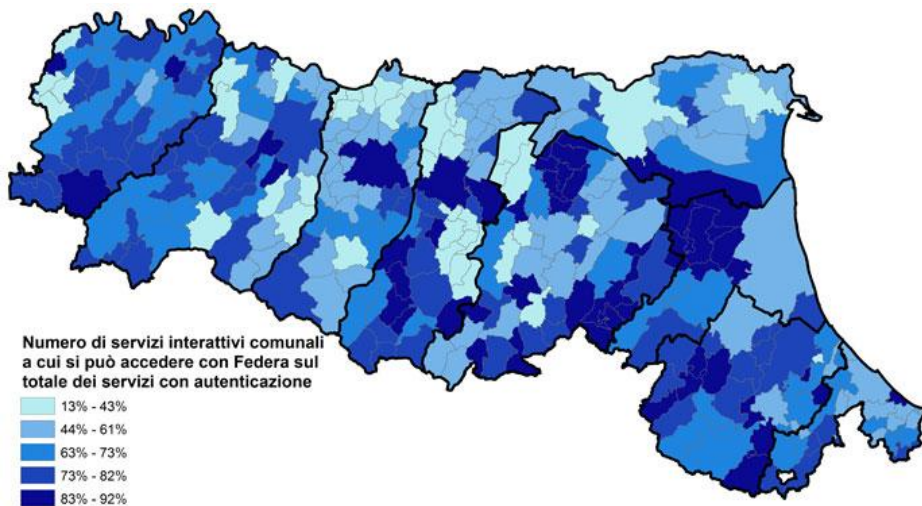 Numero di servizi interattivi comunali
a cui si può accedere con Federa sul
totale dei servizi con autenticazione
13% - 43%
44% - 61%
63% - 73%
73% - 82%
83% - 92%